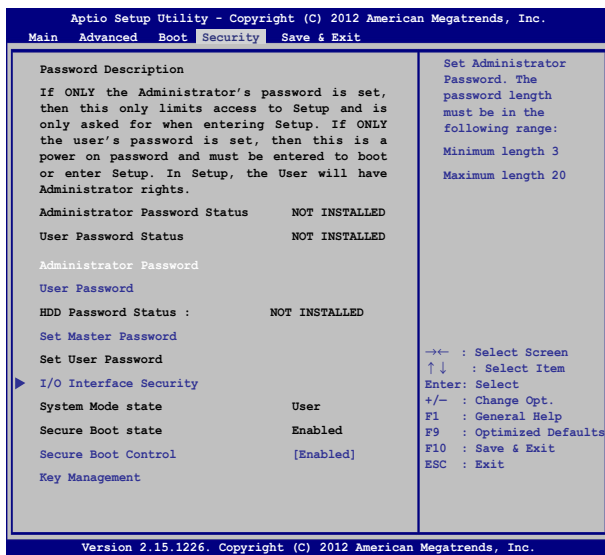 Aptio Setup Utility - Copyright (C) 2012 American Megatrends, Inc.
Main Advanced Boot Security Save & Exit
Password Description
If ONLY the Administrator's password is set,
then this only limits access to Setup and is
only asked for when entering Setup. If ONLY
the user's password is set, then this is a
power on password and must be entered to boot
or enter Setup. In Setup, the User will have
Administrator rights.
Administrator Password Status NOT INSTALLED
User Password Status NOT INSTALLED
Administrator Password
User Password
HDD Password Status : NOT INSTALLED
Set Master Password
Set User Password
I/O Interface Security
System Mode state User
Secure Boot state Enabled
Secure Boot Control [Enabled]
Key Management
Set Administrator
Password. The
password length
must be in the
following range:
Minimum length 3
Maximum length 20
→← : Select Screen
↑↓ : Select Item
Enter: Select
+/— : Change Opt.
F1 : General Help
F9 : Optimized Defaults
F10 : Save & Exit
ESC : Exit
Version 2.15.1226. Copyright (C) 2012 American Megatrends, Inc.